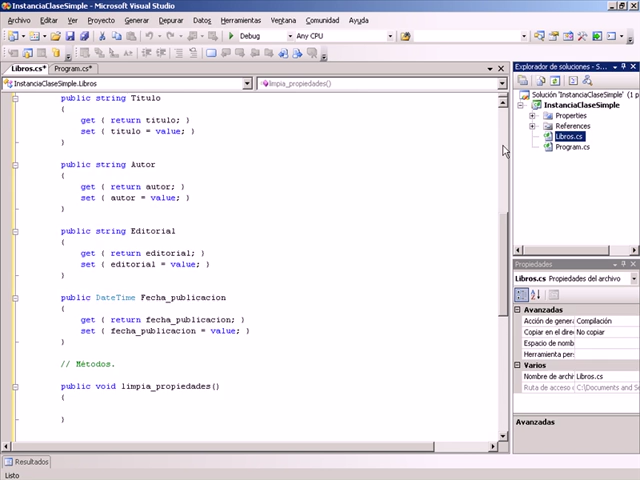 InstanciaClaseSimple - Microsoft Visual Studio
Archivo Editar Ver Proyecto Generar Depurar Datos Herramientas Ventana Comunidad Ayuda
Debug Any CPU
Libros.cs* Program.cs*
InstanciaClaseSimple.Libros limpia_propiedades()
public string Titulo
{
get { return titulo; }
set { titulo = value; }
}
public string Autor
{
get { return autor; }
set { autor = value; }
}
public string Editorial
{
get { return editorial; }
set { editorial = value; }
}
public DateTime Fecha_publicacion
{
get { return fecha_publicacion; }
set { fecha_publicacion = value; }
}
// Métodos.
public void limpia_propiedades()
{
}
Explorador de soluciones - S...
Solución 'InstanciaClaseSimple' (1 p
InstanciaClaseSimple
Properties
References
Libros.cs
Program.cs
Propiedades
Libros.cs Propiedades del archivo
Avanzadas
Acción de genera Compilación
Copiar en el direc No copiar
Espacio de nomb
Herramienta pers
Varios
Nombre de archi Libros.cs
Ruta de acceso c C:\Documents and Se
Avanzadas
Resultados
Listo